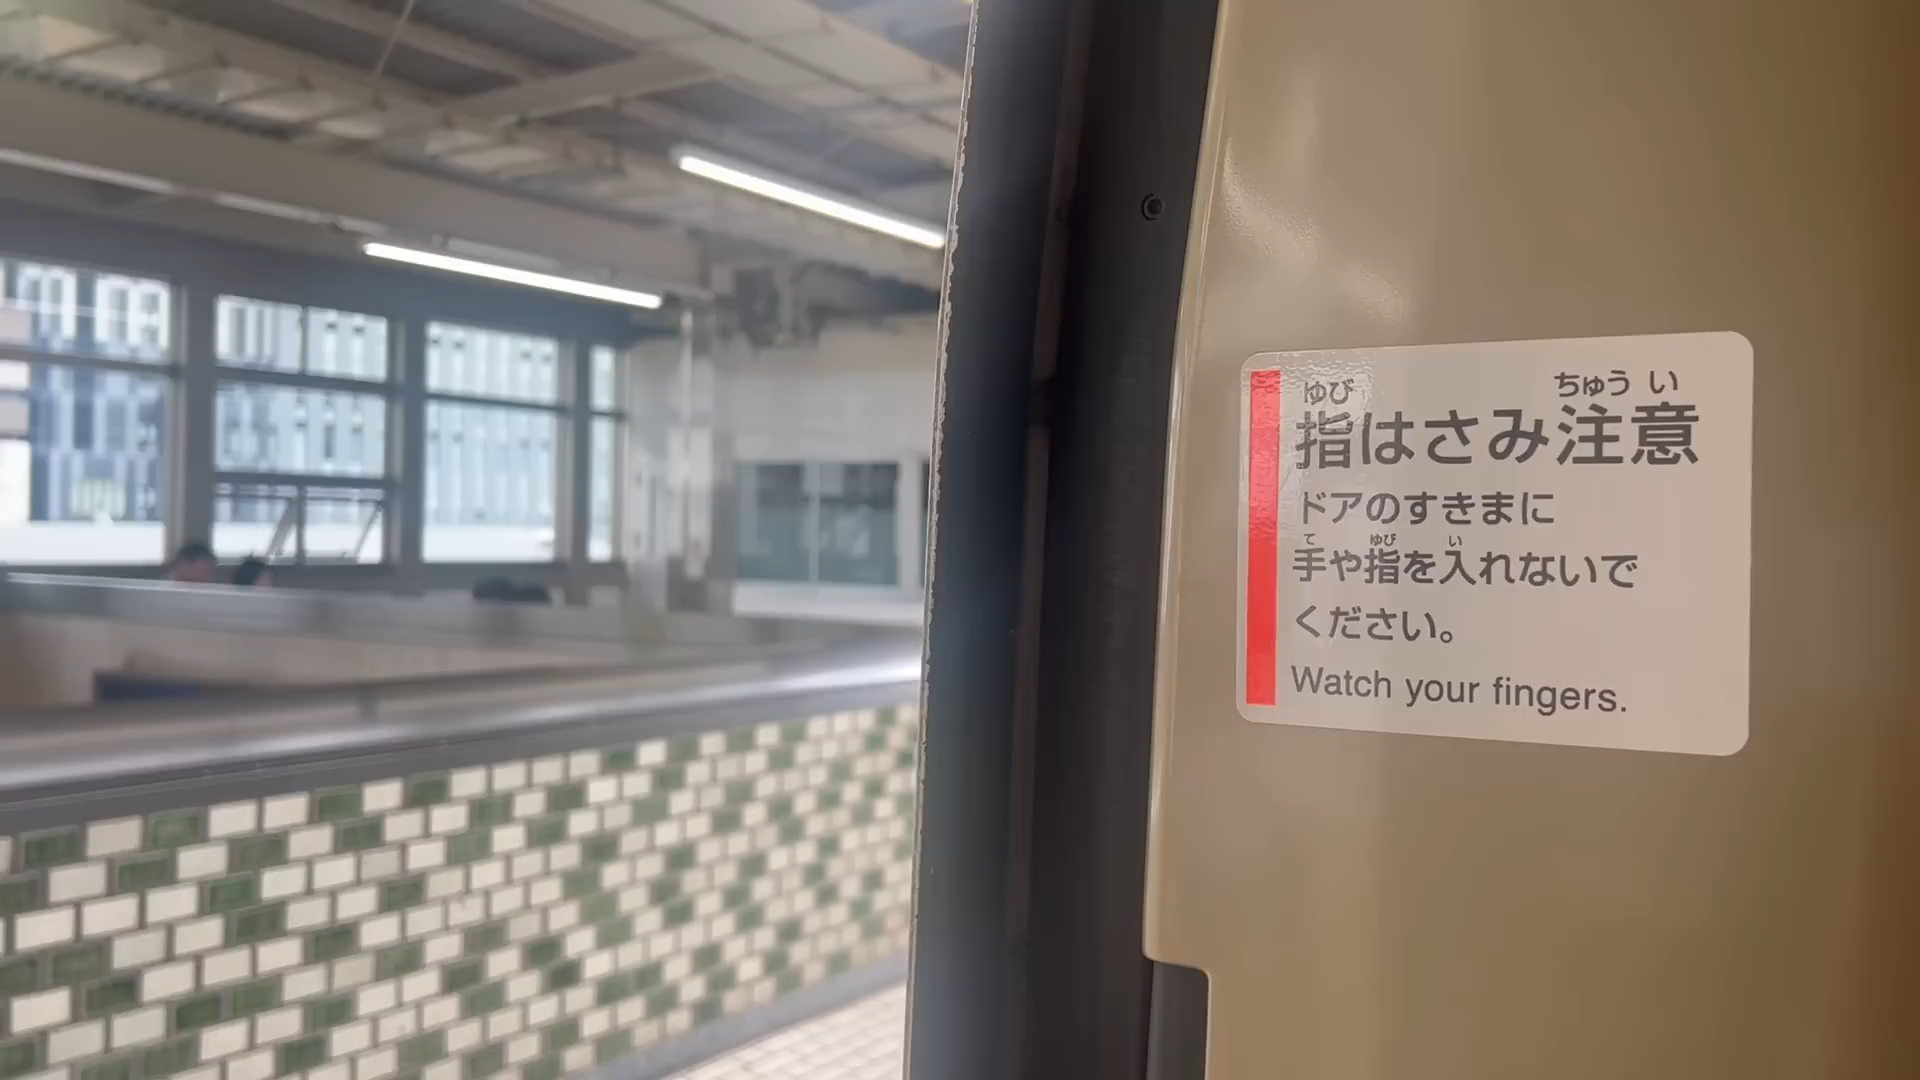 ゆび ちゅう い
指はさみ注意
ドアのすきまに
て ゆび い
手や指を入れないで
ください。
Watch your fingers.